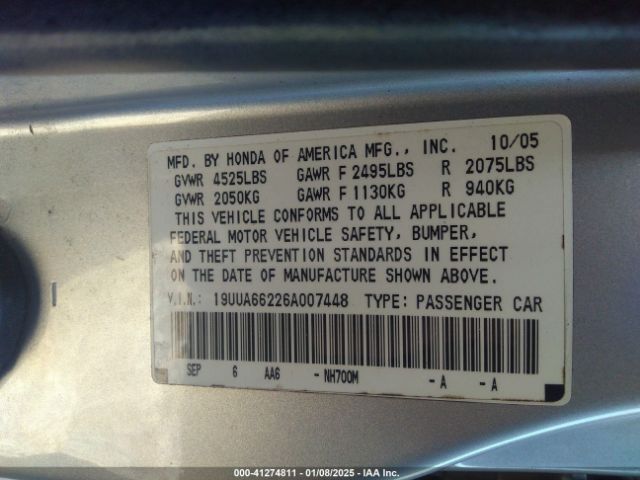 MFD. BY HONDA OF AMERICA MFG., INC. 10/05
GVWR 4525LBS GAWR F 2495LBS R 2075LBS
GVWR 2050KG GAWR F 1130KG R 940KG
THIS VEHICLE CONFORMS TO ALL APPLICABLE
FEDERAL MOTOR VEHICLE SAFETY, BUMPER,
AND THEFT PREVENTION STANDARDS IN EFFECT
ON THE DATE OF MANUFACTURE SHOWN ABOVE.
V.I.N.: 19UUA66226A007448 TYPE: PASSENGER CAR
SEP 6 AA6 - NH700M - A - A
000-41274811 - 01/08/2025 - IAA Inc.